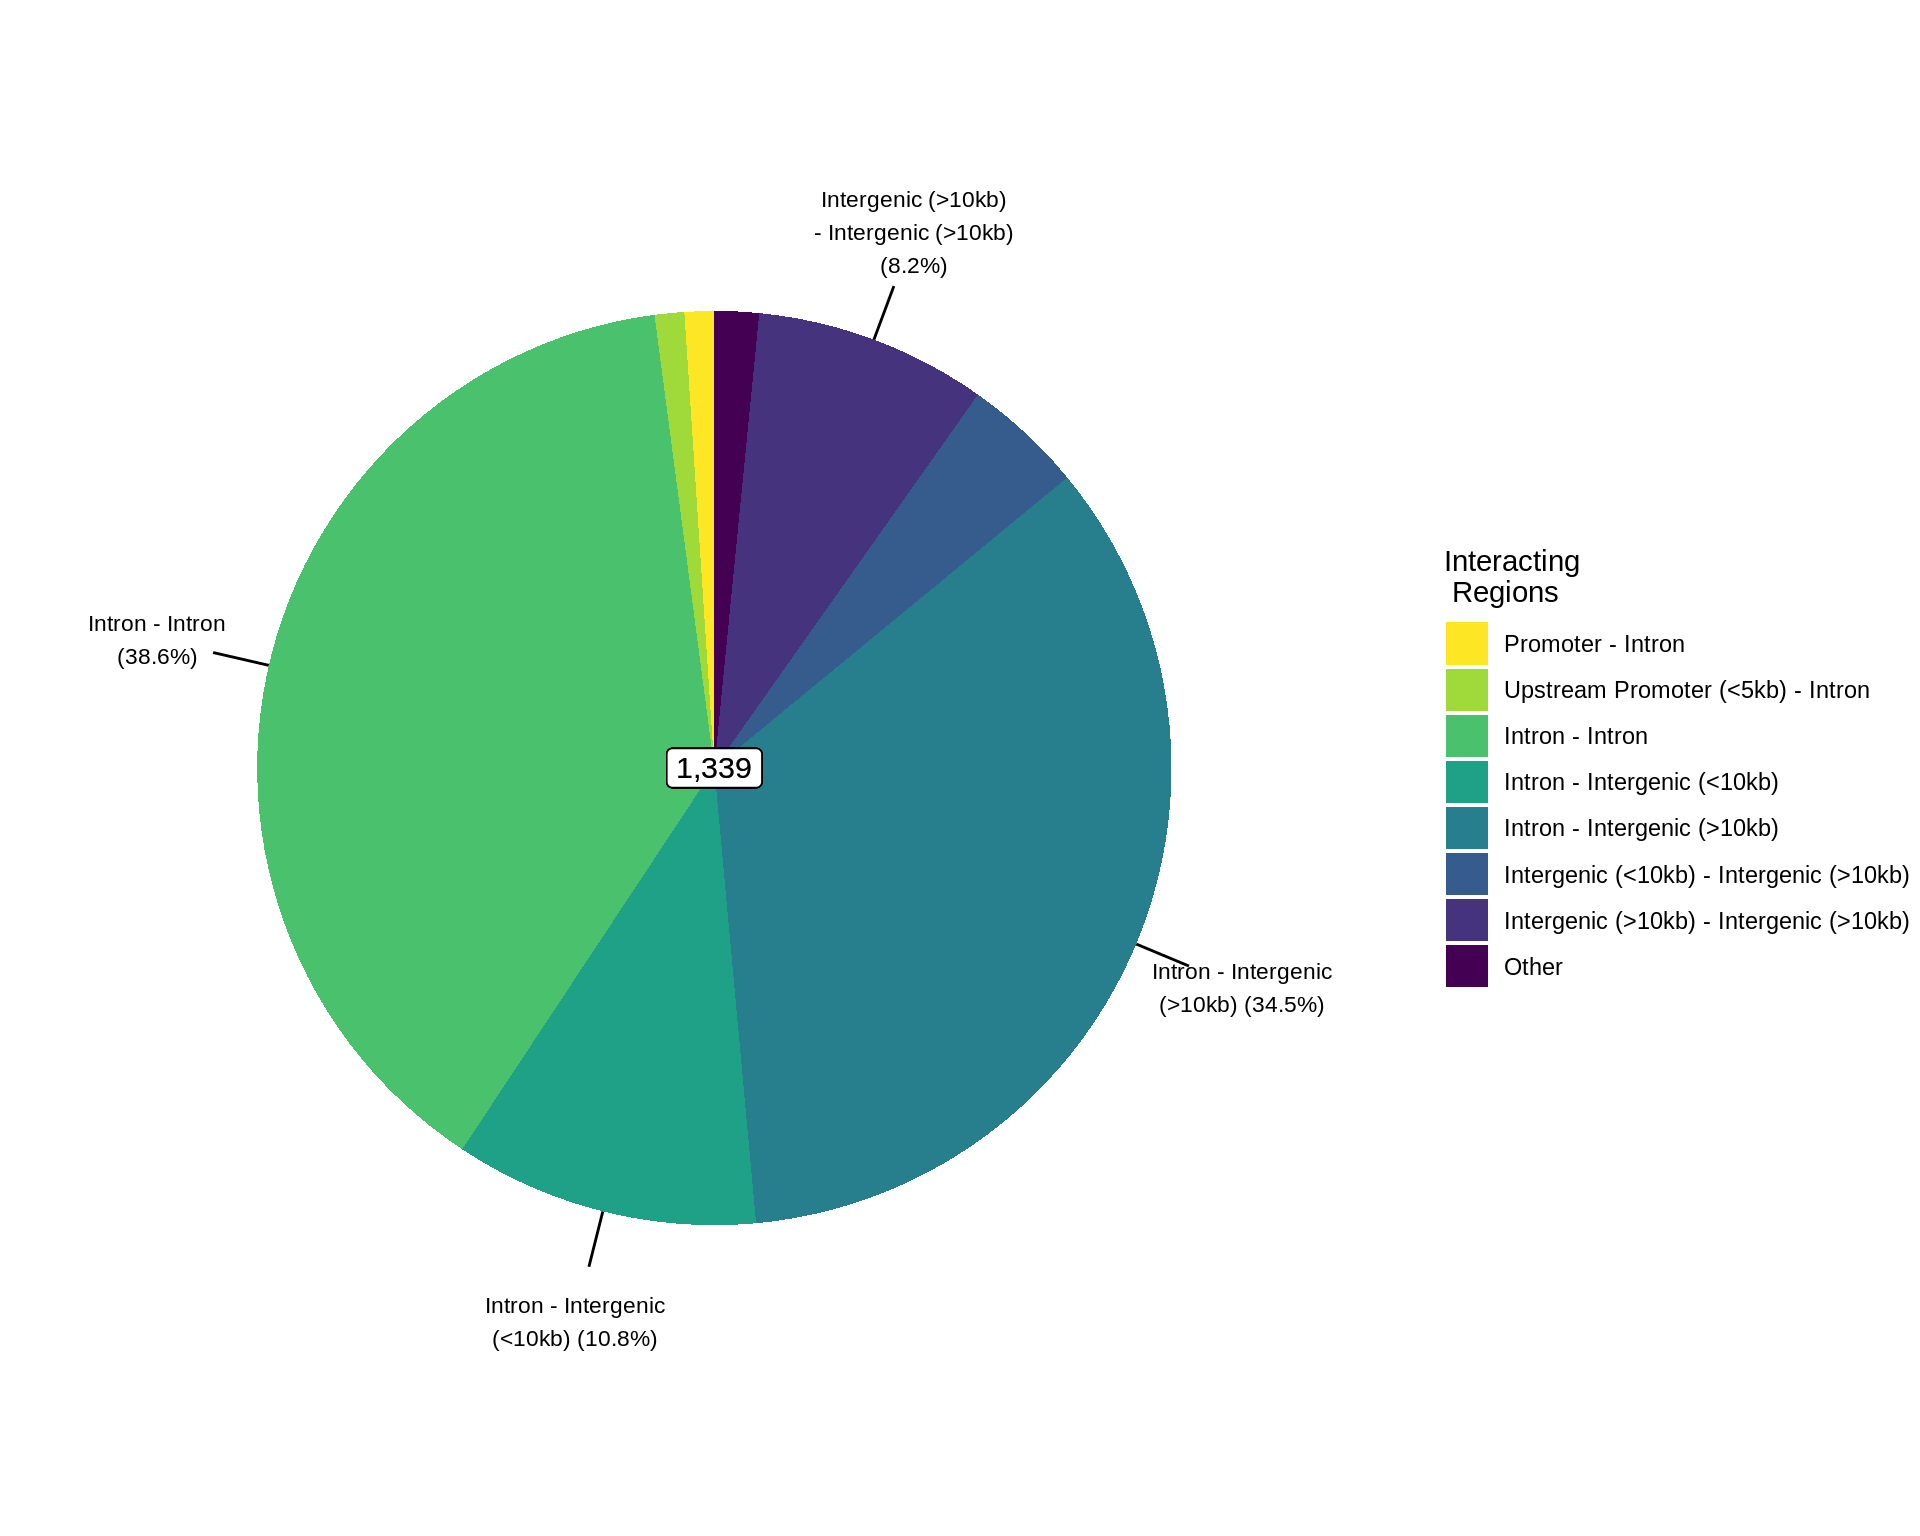 Intergenic (>10kb)
- Intergenic (>10kb)
(8.2%)
Intron - Intron
(38.6%)
1,339
Intron - Intergenic
(>10kb) (34.5%)
Intron - Intergenic
(<10kb) (10.8%)
Interacting
Regions
Promoter - Intron
Upstream Promoter (<5kb) - Intron
Intron - Intron
Intron - Intergenic (<10kb)
Intron - Intergenic (>10kb)
Intergenic (<10kb) - Intergenic (>10kb)
Intergenic (>10kb) - Intergenic (>10kb)
Other